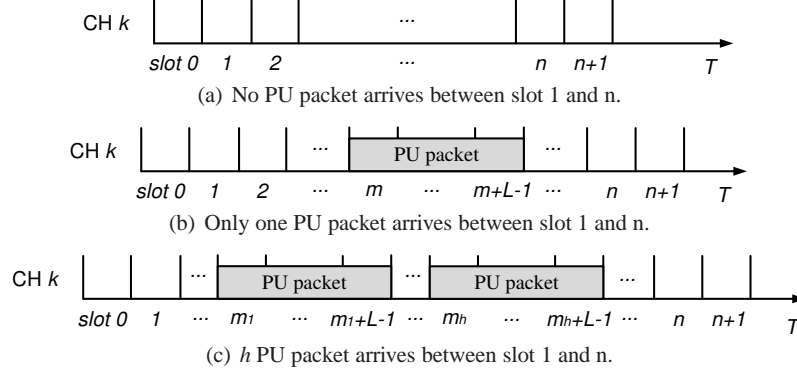 CH k
slot 0 1 2 ... ... n n+1 T
(a) No PU packet arrives between slot 1 and n.
CH k ... PU packet ...
slot 0 1 2 ... m ... m+L-1 ... n n+1 T
(b) Only one PU packet arrives between slot 1 and n.
CH k ... PU packet ... PU packet ...
slot 0 1 ... m1 ... m1+L-1 ... mh ... mh+L-1 ... n n+1 T
(c) h PU packet arrives between slot 1 and n.